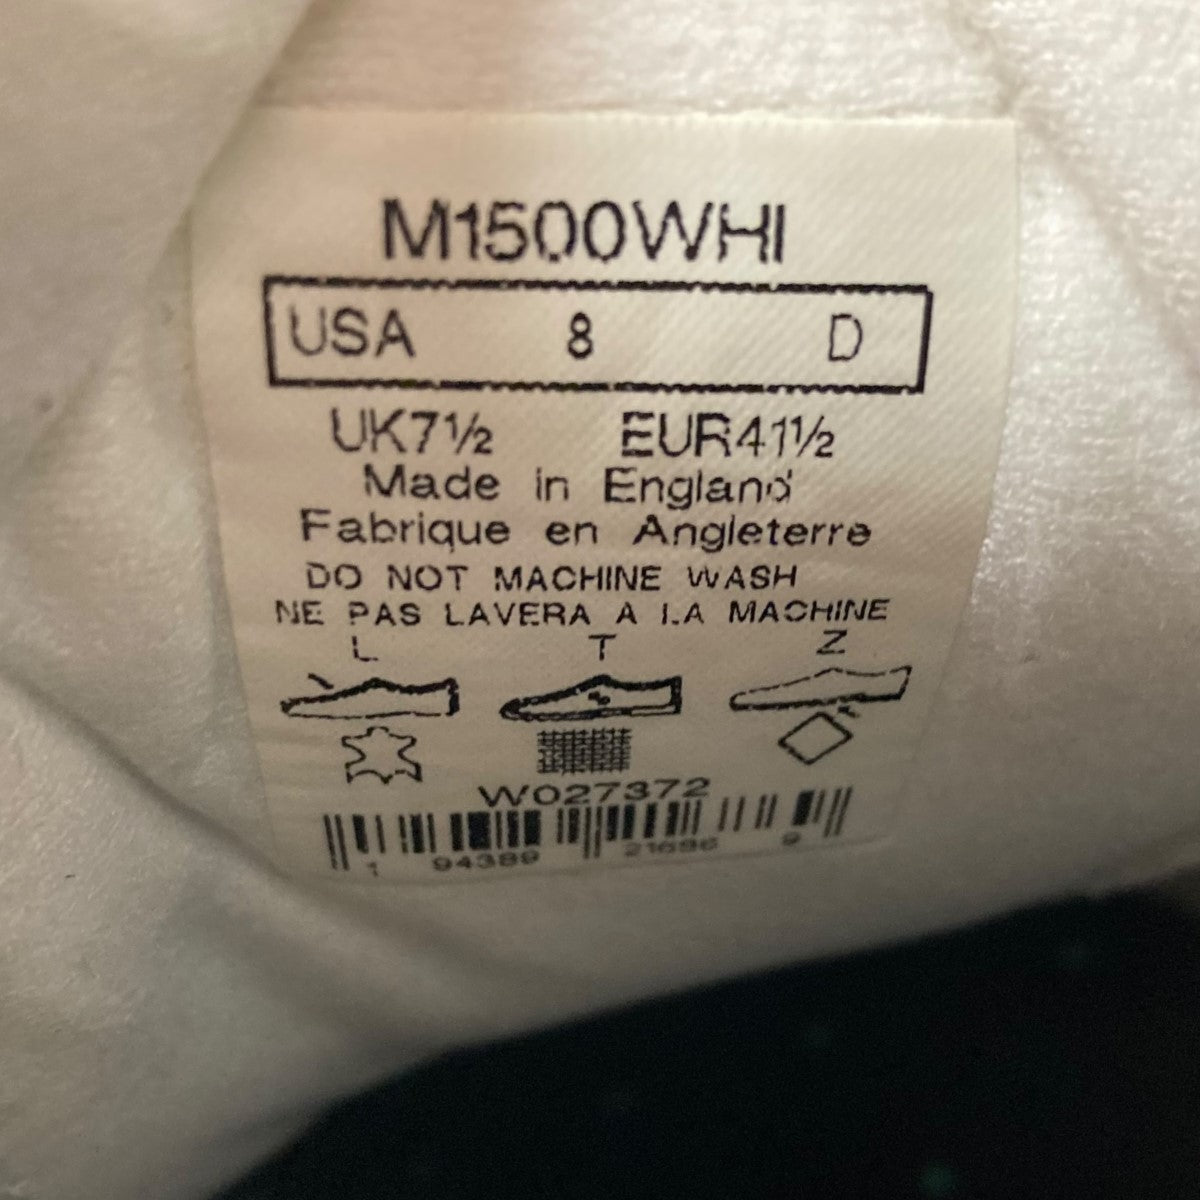 M1500WHI
USA 8 D
UK7½ EUR41½
Made in England
Fabrique en Angleterre
DO NOT MACHINE WASH
NE PAS LAVERA A LA MACHINE
L T Z
W027372
1 94389 21696 9